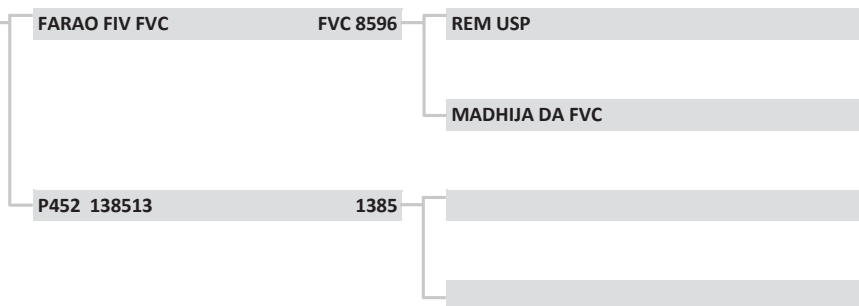 FARAO FIV FVC FVC 8596
REM USP
MADHIJA DA FVC
P452 138513 1385